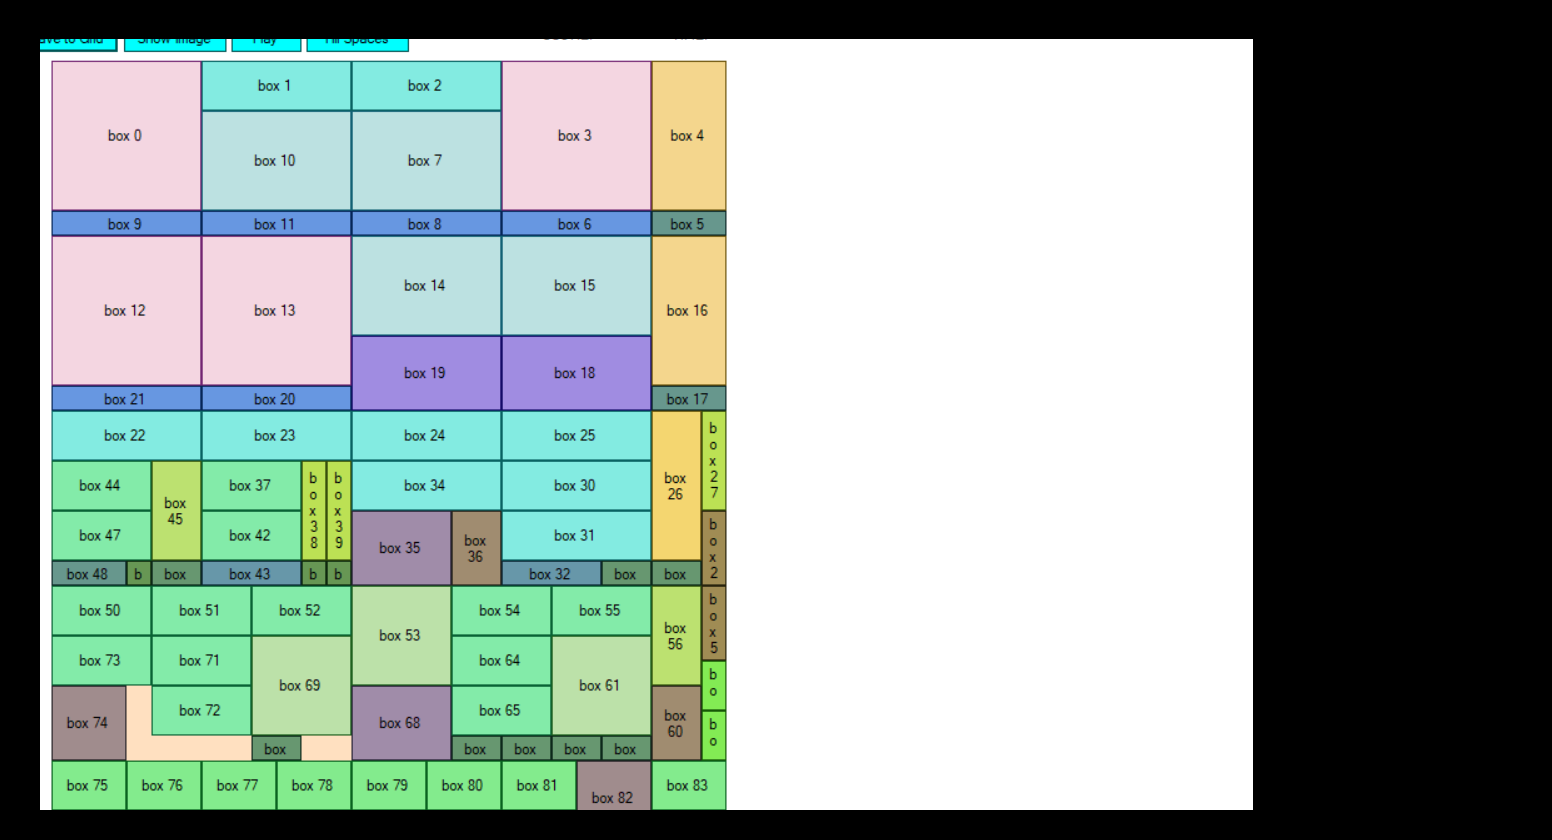 Show Image Play Fill Spaces
box 1 box 2
box 0 box 3 box 4
box 10 box 7
box 9 box 11 box 8 box 6 box 5
box 14 box 15
box 12 box 13 box 16
box 19 box 18
box 21 box 20 box 17
box 22 box 23 box 24 box 25
box 27
box 26
box 44 box 37 box 38 box 39 box 34 box 30
box 45
box 47 box 42 box 31
box 35 box 36 box 2
box 48 b box box 43 b b box 32 box box
box 50 box 51 box 52 box 54 box 55
box 53 box 56 box 5
box 73 box 71 box 64
box 69 box 61 bo
box 72 box 65
box 74 box 68 box 60 bo
box box box box box
box 75 box 76 box 77 box 78 box 79 box 80 box 81 box 82 box 83